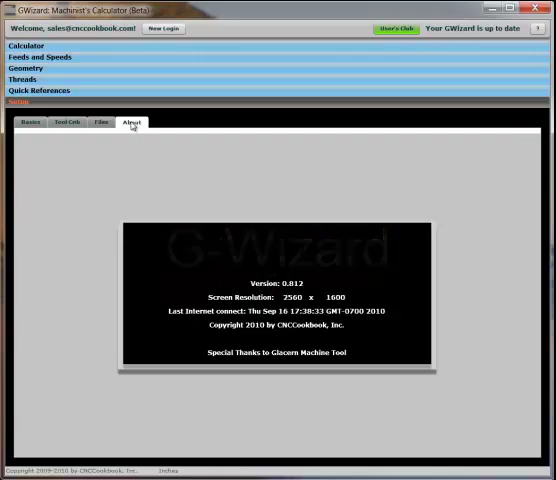 GWizard: Machinist's Calculator (Beta)
Welcome, sales@cnccookbook.com! New Login User's Club Your GWizard is up to date ?
Calculator
Feeds and Speeds
Geometry
Threads
Quick References
Setup
Basics Tool Crib Files About
G-Wizard
Version: 0.812
Screen Resolution: 2560 x 1600
Last Internet connect: Thu Sep 16 17:38:33 GMT-0700 2010
Copyright 2010 by CNCCookbook, Inc.
Special Thanks to Glacern Machine Tool
Copyright 2009-2010 by CNCCookbook, Inc. Inches